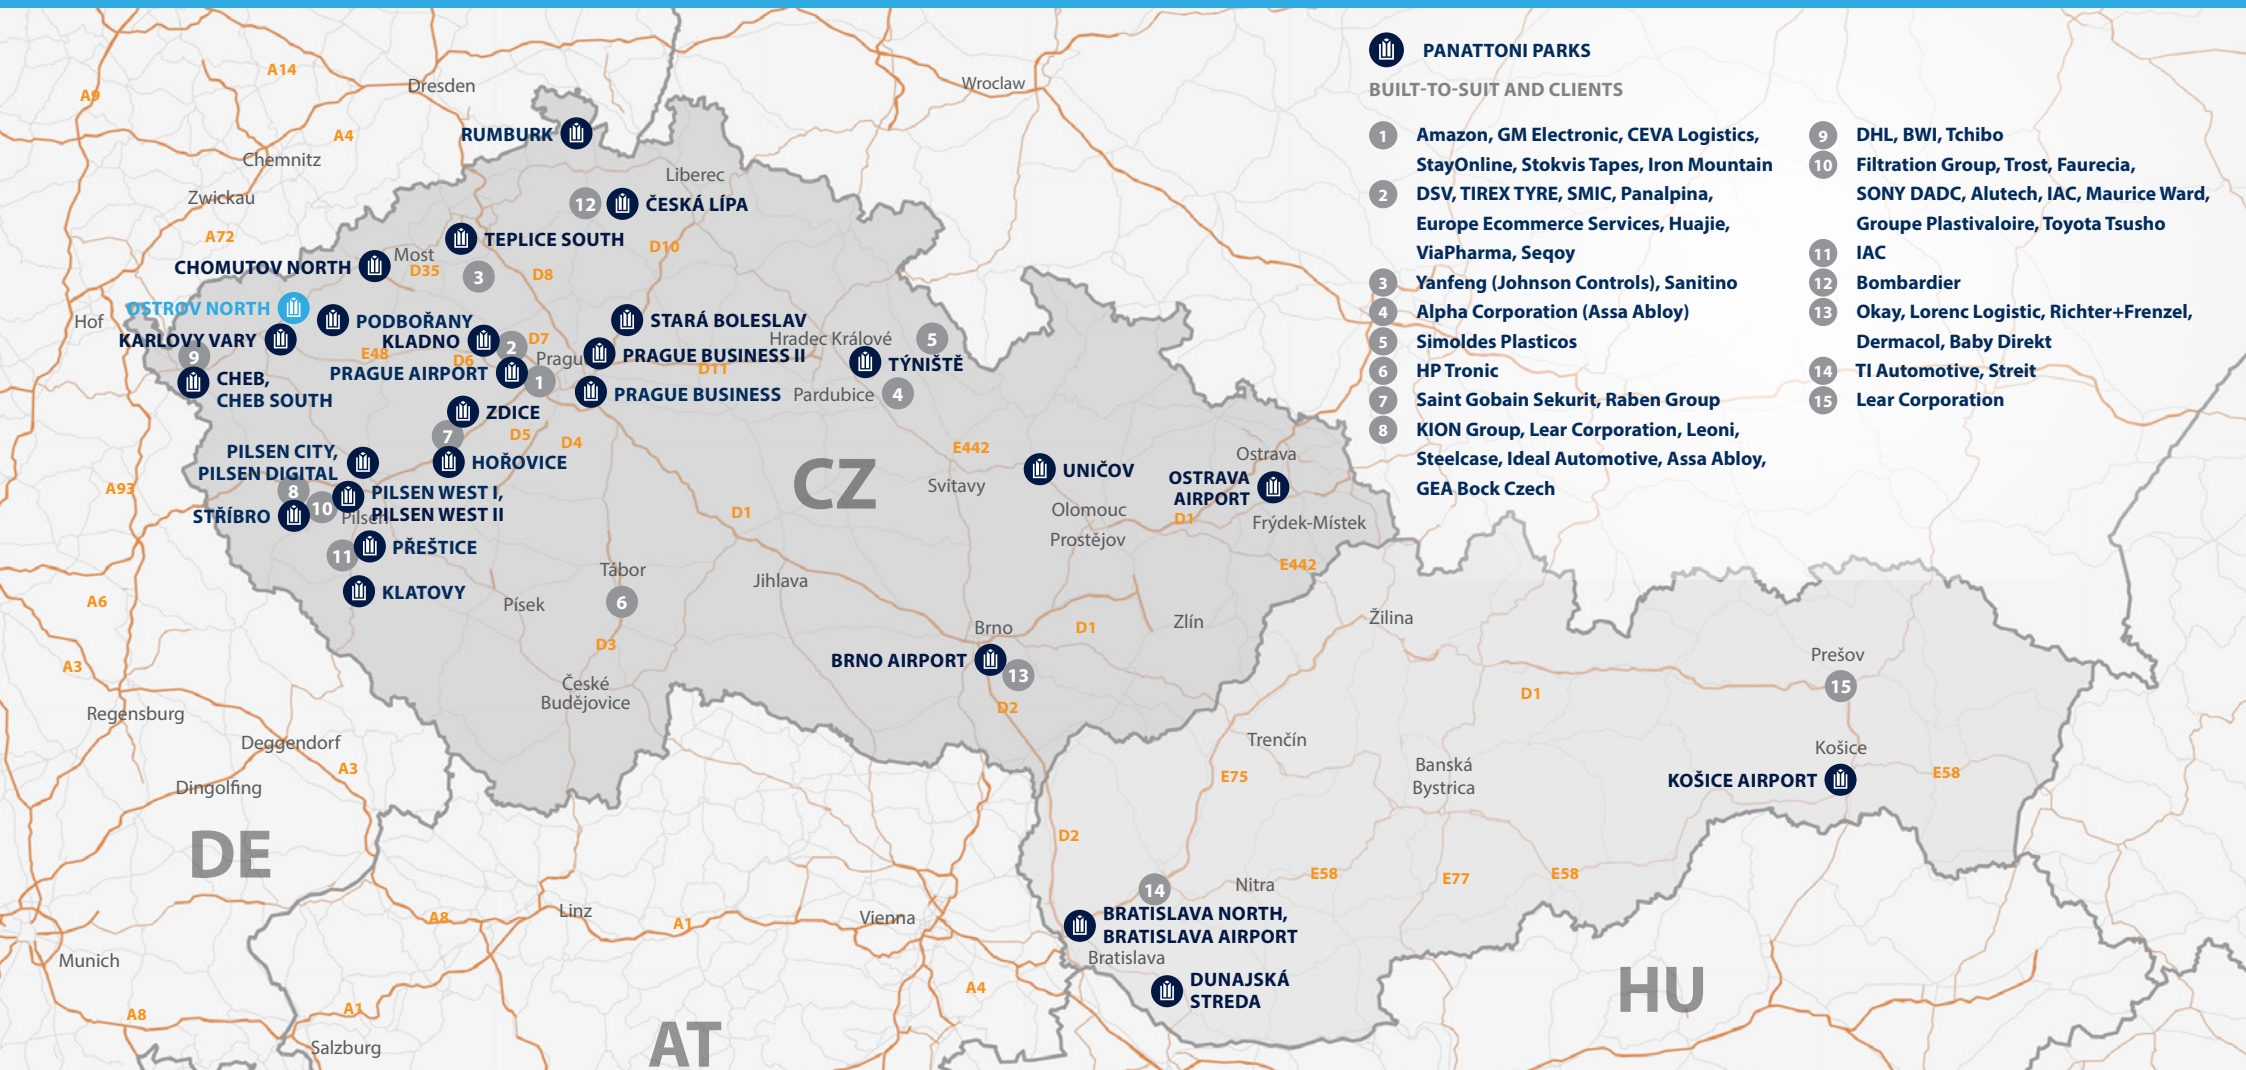 PANATTONI PARKS
BUILT-TO-SUIT AND CLIENTS
1 Amazon, GM Electronic, CEVA Logistics,
StayOnline, Stokvis Tapes, Iron Mountain
2 DSV, TIREX TYRE, SMIC, Panalpina,
Europe Ecommerce Services, Huajie,
ViaPharma, Seqoy
3 Yanfeng (Johnson Controls), Sanitino
4 Alpha Corporation (Assa Abloy)
5 Simoldes Plasticos
6 HP Tronic
7 Saint Gobain Sekurit, Raben Group
8 KION Group, Lear Corporation, Leoni,
Steelcase, Ideal Automotive, Assa Abloy,
GEA Bock Czech
9 DHL, BWI, Tchibo
10 Filtration Group, Trost, Faurecia,
SONY DADC, Alutech, IAC, Maurice Ward,
Groupe Plastivaloire, Toyota Tsusho
11 IAC
12 Bombardier
13 Okay, Lorenc Logistic, Richter+Frenzel,
Dermacol, Baby Direkt
14 TI Automotive, Streit
15 Lear Corporation
A14
Dresden
Wroclaw
A9
A4
RUMBURK
Chemnitz
Liberec
Zwickau
12
ČESKÁ LÍPA
A72
TEPLICE SOUTH
D10
Most
CHOMUTOV NORTH
D35
3
D8
OSTROV NORTH
Hof
PODBOŘANY
STARÁ BOLESLAV
KARLOVY VARY
KLADNO
2
D7
Hradec Králové
5
9
E48
D6
Pragu
PRAGUE BUSINESS II
D11
TÝNIŠTĚ
PRAGUE AIRPORT
1
CHEB,
CHEB SOUTH
PRAGUE BUSINESS
Pardubice
4
ZDICE
7
D5
D4
E442
PILSEN CITY,
PILSEN DIGITAL
HOŘOVICE
CZ
UNIČOV
Ostrava
OSTRAVA
AIRPORT
A93
8
10
PILSEN WEST I,
PILSEN WEST II
Pilsen
STŘÍBRO
Svitavy
D1
Olomouc
D1
Frýdek-Místek
Prostějov
11
PŘEŠTICE
E442
Tábor
Jihlava
KLATOVY
A6
Písek
6
Zlín
Žilina
Brno
D1
D3
BRNO AIRPORT
13
Prešov
15
A3
České
Budějovice
D1
D2
Regensburg
Deggendorf
Trenčín
Košice
A3
E75
Banská
Bystrica
KOŠICE AIRPORT
E58
Dingolfing
DE
D2
E58
E77
E58
14
Nitra
A8
Linz
A1
Vienna
BRATISLAVA NORTH,
BRATISLAVA AIRPORT
Bratislava
Munich
DUNAJSKÁ
STREDA
A4
HU
A8
A1
Salzburg
AT